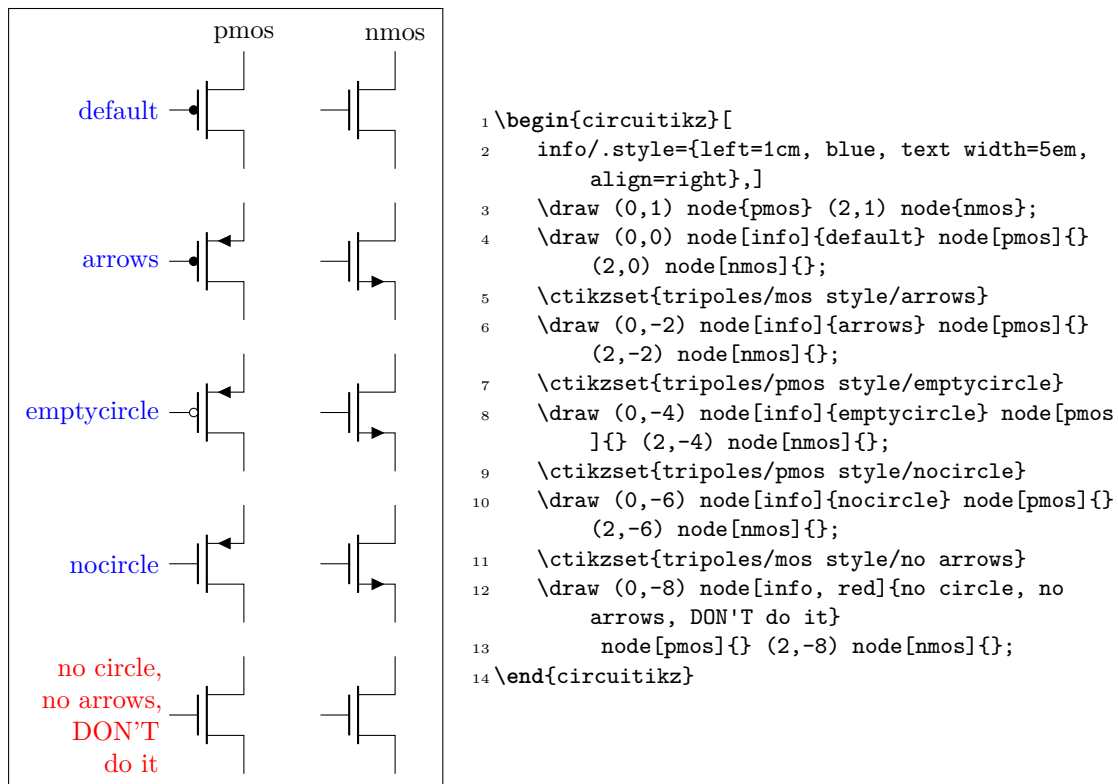 pmos nmos
default
arrows
emptycircle
nocircle
no circle,
no arrows,
DON'T
do it
1 \begin{circuitikz}[
2 info/.style={left=1cm, blue, text width=5em,
align=right},]
3 \draw (0,1) node{pmos} (2,1) node{nmos};
4 \draw (0,0) node[info]{default} node[pmos]{}
(2,0) node[nmos]{};
5 \ctikzset{tripoles/mos style/arrows}
6 \draw (0,-2) node[info]{arrows} node[pmos]{}
(2,-2) node[nmos]{};
7 \ctikzset{tripoles/pmos style/emptycircle}
8 \draw (0,-4) node[info]{emptycircle} node[pmos
]{} (2,-4) node[nmos]{};
9 \ctikzset{tripoles/pmos style/nocircle}
10 \draw (0,-6) node[info]{nocircle} node[pmos]{}
(2,-6) node[nmos]{};
11 \ctikzset{tripoles/mos style/no arrows}
12 \draw (0,-8) node[info, red]{no circle, no
arrows, DON'T do it}
13 node[pmos]{} (2,-8) node[nmos]{};
14 \end{circuitikz}